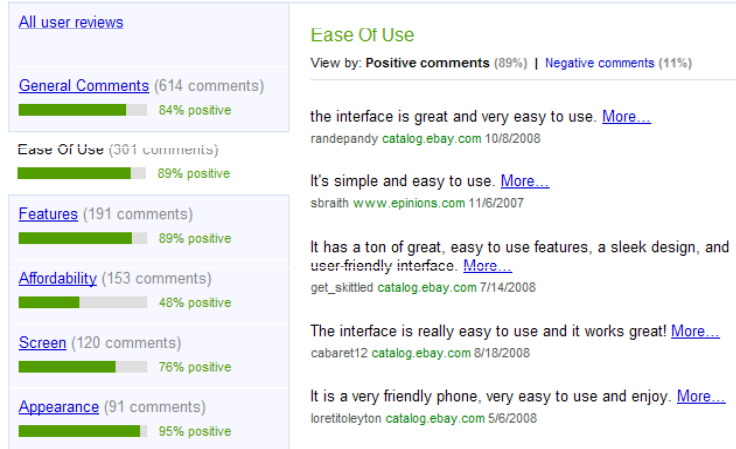 All user reviews
General Comments (614 comments)
84% positive
Ease Of Use (301 comments)
89% positive
Features (191 comments)
89% positive
Affordability (153 comments)
48% positive
Screen (120 comments)
76% positive
Appearance (91 comments)
95% positive
Ease Of Use
View by: Positive comments (89%) | Negative comments (11%)
the interface is great and very easy to use. More...
randepandy catalog.ebay.com 10/8/2008
It's simple and easy to use. More...
sbraith www.epinions.com 11/6/2007
It has a ton of great, easy to use features, a sleek design, and
user-friendly interface. More...
get_skittled catalog.ebay.com 7/14/2008
The interface is really easy to use and it works great! More...
cabaret12 catalog.ebay.com 8/18/2008
It is a very friendly phone, very easy to use and enjoy. More...
loretitoleyton catalog.ebay.com 5/6/2008